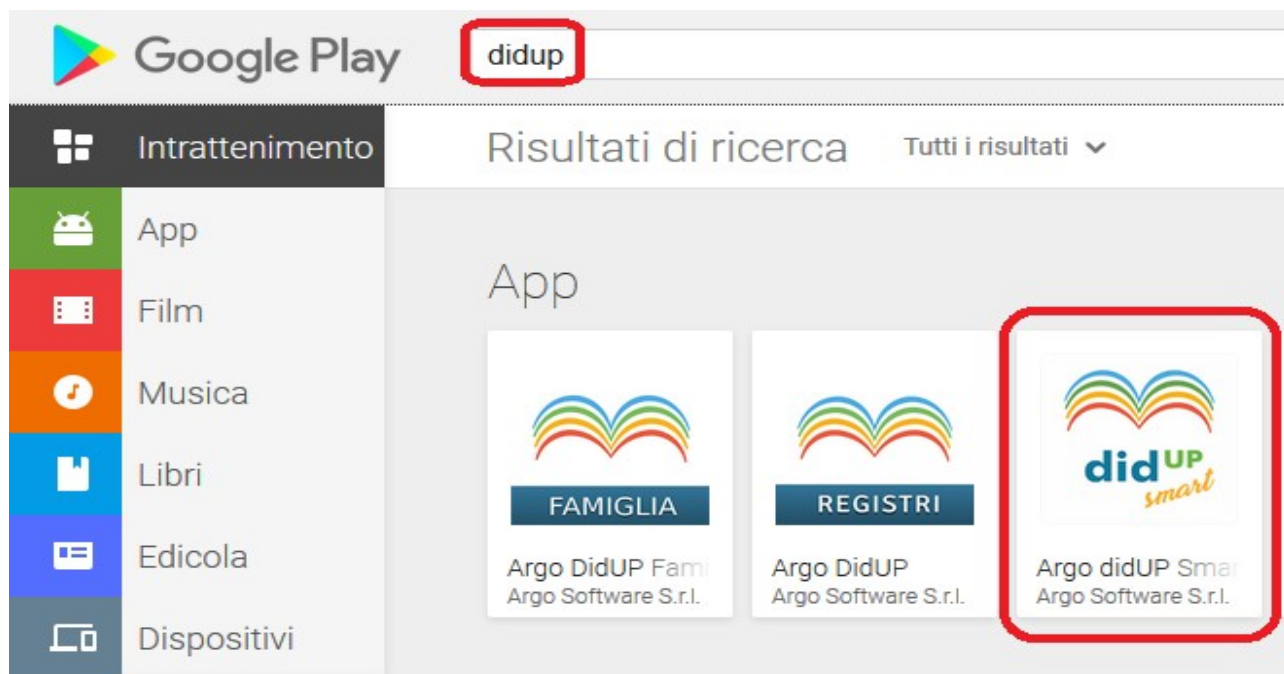 Google Play
didup
Intrattenimento
Risultati di ricerca
Tutti i risultati
App
Film
Musica
Libri
Edicola
Dispositivi
App
FAMIGLIA
Argo DidUP Fami
Argo Software S.r.l.
REGISTRI
Argo DidUP
Argo Software S.r.l.
didUP
smart
Argo didUP Smar
Argo Software S.r.l.